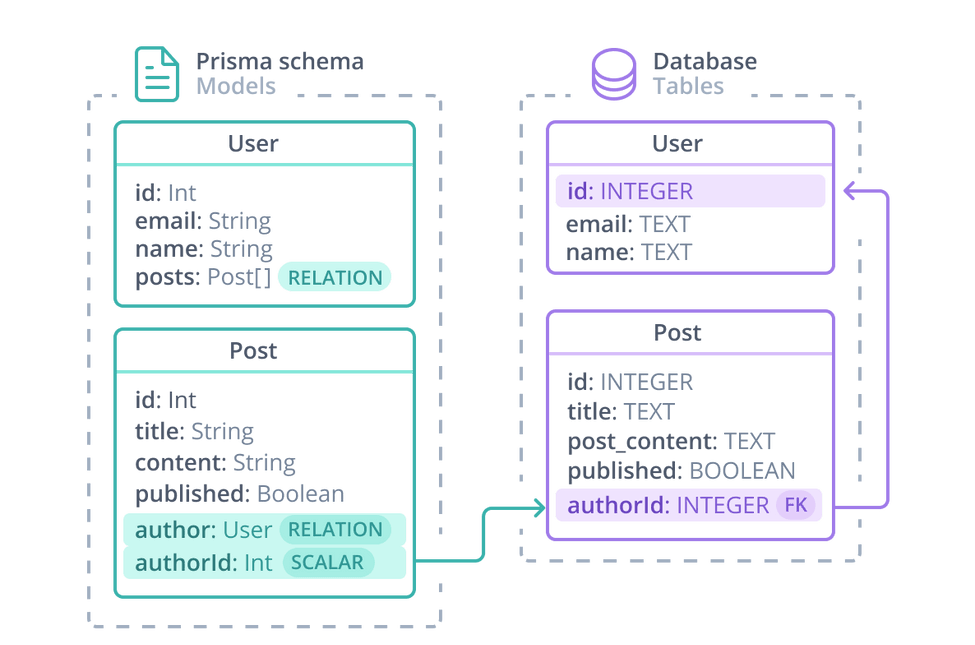 Prisma schema
Models
User
id: Int
email: String
name: String
posts: Post[] RELATION
Post
id: Int
title: String
content: String
published: Boolean
author: User RELATION
authorId: Int SCALAR
Database
Tables
User
id: INTEGER
email: TEXT
name: TEXT
Post
id: INTEGER
title: TEXT
post_content: TEXT
published: BOOLEAN
authorId: INTEGER FK